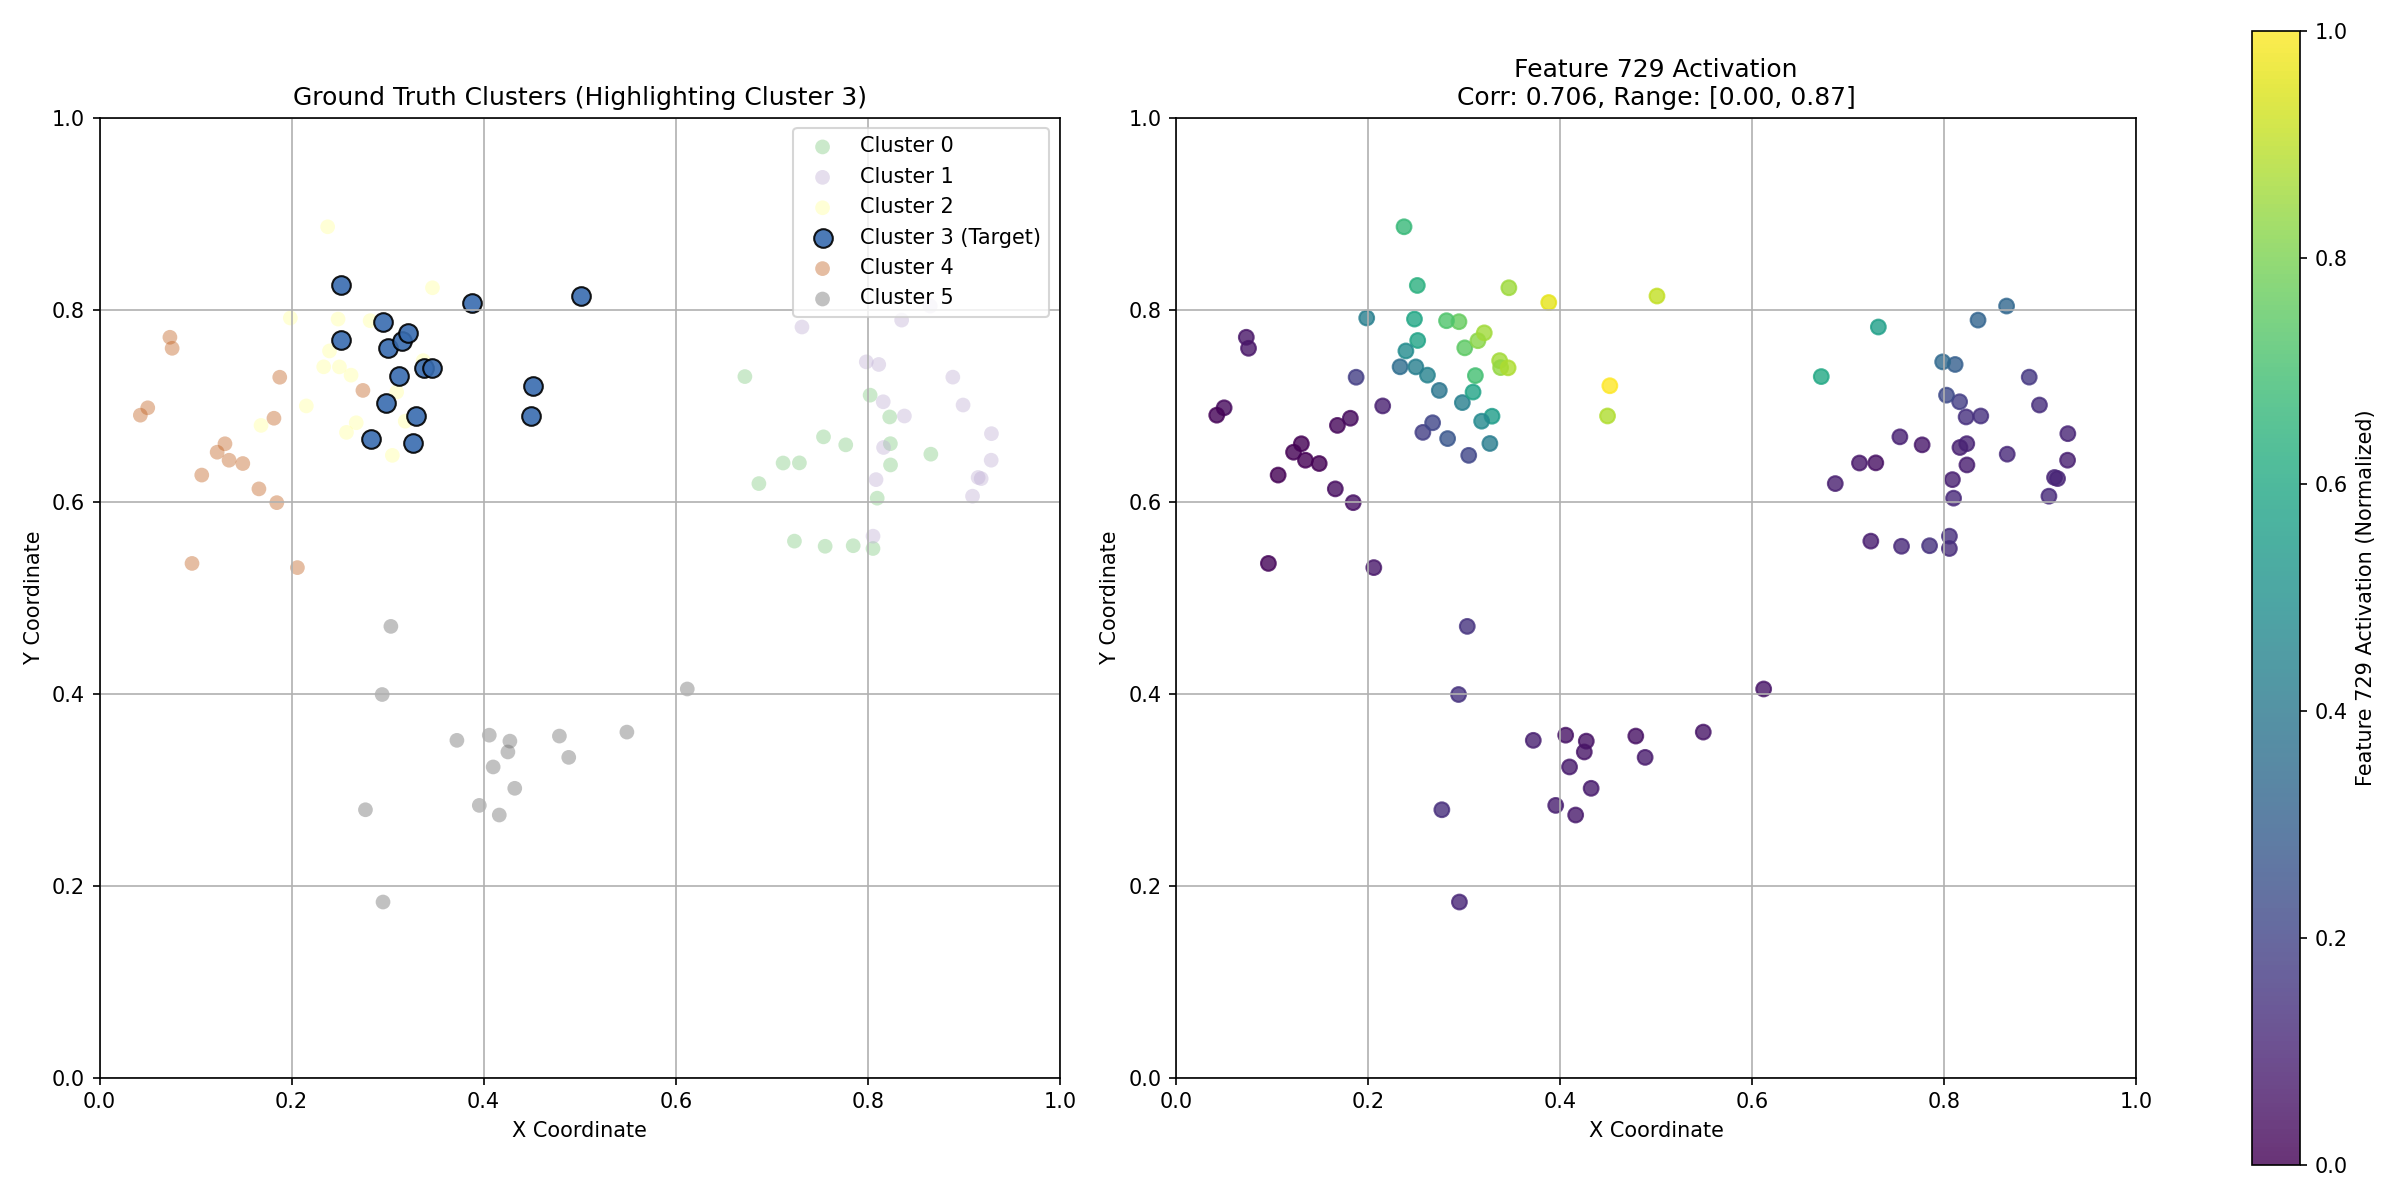 Ground Truth Clusters (Highlighting Cluster 3)
1.0
0.8
0.6
0.4
0.2
0.0
0.0
0.2
0.4
0.6
0.8
1.0
Y Coordinate
X Coordinate
Cluster 0
Cluster 1
Cluster 2
Cluster 3 (Target)
Cluster 4
Cluster 5
Feature 729 Activation
Corr: 0.706, Range: [0.00, 0.87]
1.0
0.8
0.6
0.4
0.2
0.0
0.0
0.2
0.4
0.6
0.8
1.0
Y Coordinate
X Coordinate
1.0
0.8
0.6
0.4
0.2
0.0
Feature 729 Activation (Normalized)